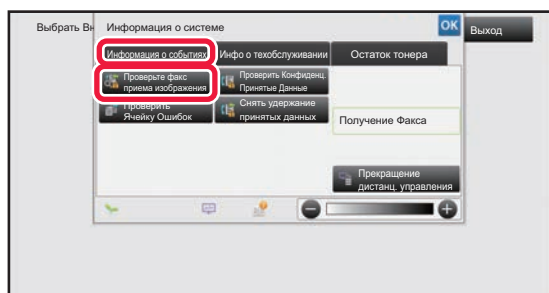 Выбрать Вн
Информация о системе
OK
Выход
Информация о событиях
Инфо о техобслуживании
Остаток тонера
Проверьте факс
приема изображения
Проверить Конфиденц.
Принятые Данные
Проверить
Ячейку Ошибок
Снять удержание
принятых данных
Получение Факса
Прекращение
дистанц. управления